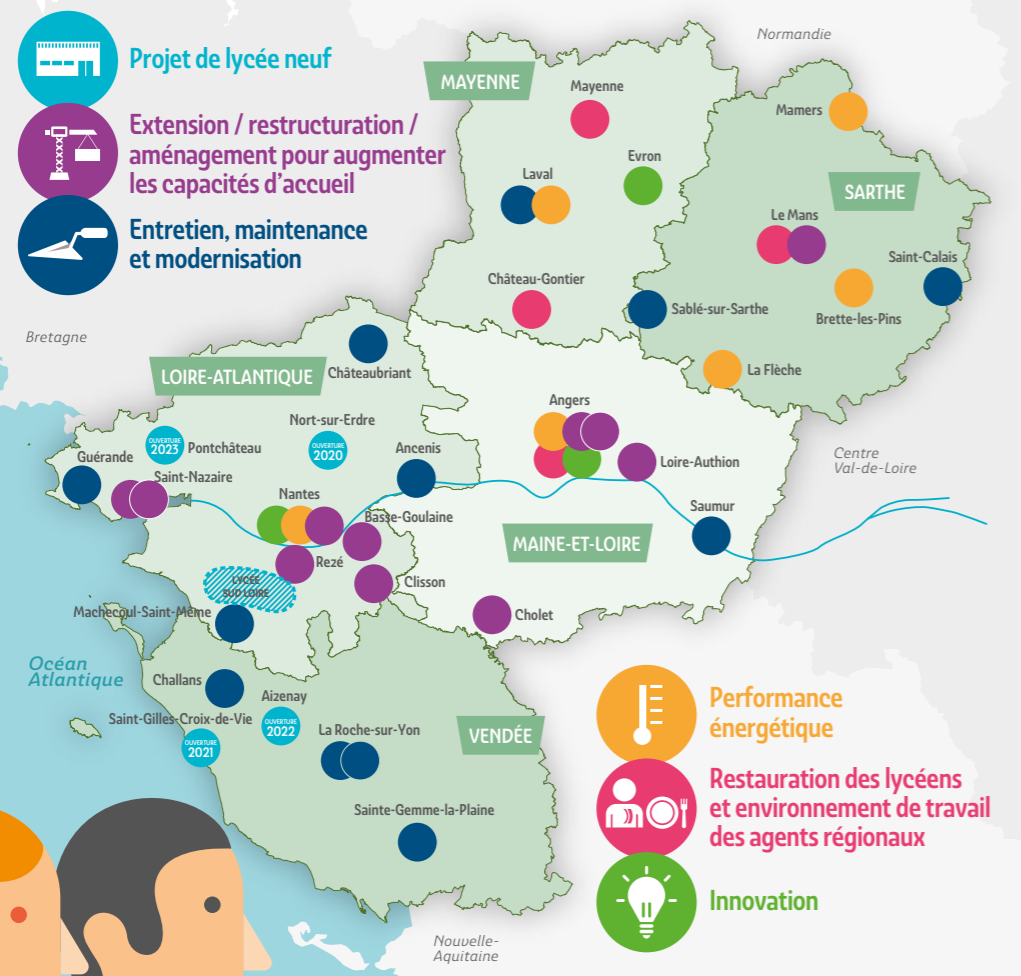 Projet de lycée neuf
Extension / restructuration /
aménagement pour augmenter
les capacités d'accueil
Entretien, maintenance
et modernisation
Normandie
MAYENNE
Mayenne
Mamers
Evron
Laval
SARTHE
Le Mans
Saint-Calais
Château-Gontier
Sablé-sur-Sarthe
Brette-les-Pins
Bretagne
LOIRE-ATLANTIQUE
Châteaubriant
La Flèche
Angers
Nort-sur-Erdre
OUVERTURE
2020
OUVERTURE
2023
Pontchâteau
Ancenis
Guérande
Saint-Nazaire
Loire-Authion
Centre
Val-de-Loire
Nantes
Saumur
Basse-Goulaine
MAINE-ET-LOIRE
Rezé
LYCÉE
SUD LOIRE
Clisson
Machecoul-Saint-Même
Cholet
Océan
Atlantique
Challans
Aizenay
OUVERTURE
2022
Saint-Gilles-Croix-de-Vie
OUVERTURE
2021
La Roche-sur-Yon
VENDÉE
Sainte-Gemme-la-Plaine
Performance
énergétique
Restauration des lycéens
et environnement de travail
des agents régionaux
Innovation
Nouvelle-
Aquitaine